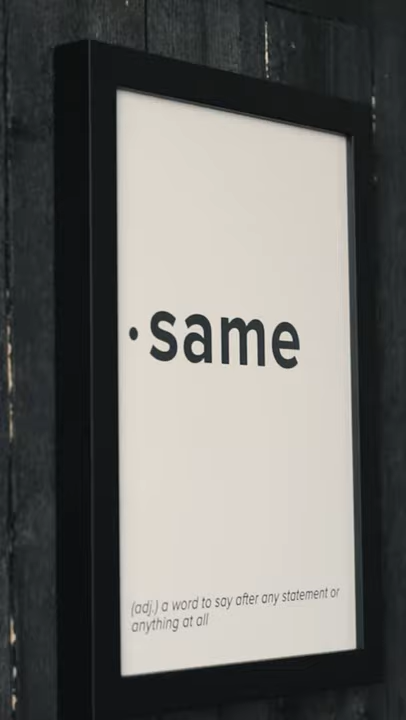 ·same
(adj.) a word to say after any statement or
anything at all